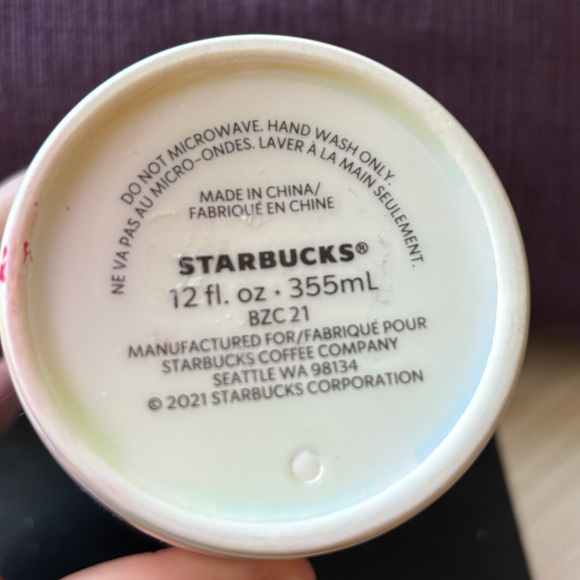 DO NOT MICROWAVE. HAND WASH ONLY.
NE VA PAS AU MICRO-ONDES. LAVER À LA MAIN SEULEMENT.
MADE IN CHINA/
FABRIQUÉ EN CHINE
STARBUCKS®
12 fl. oz · 355mL
BZC 21
MANUFACTURED FOR/FABRIQUÉ POUR
STARBUCKS COFFEE COMPANY
SEATTLE WA 98134
© 2021 STARBUCKS CORPORATION